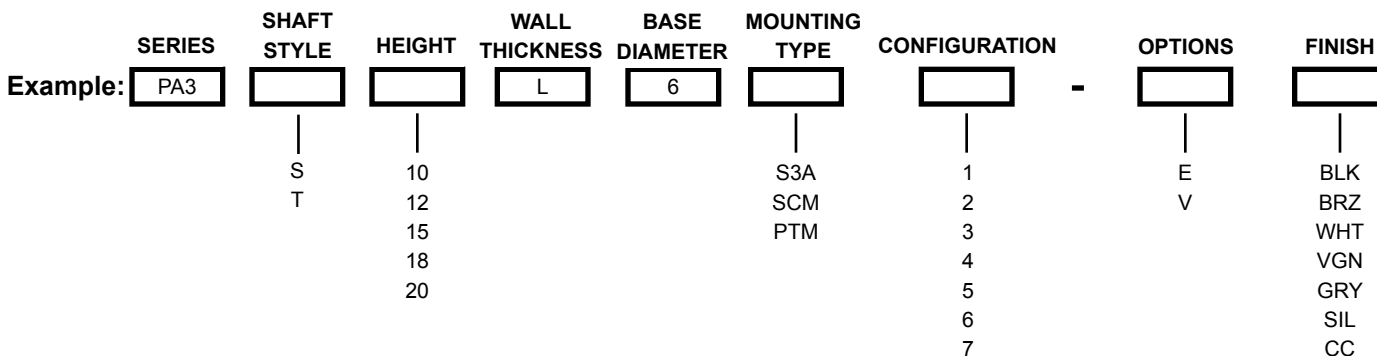 SHAFT WALL BASE MOUNTING
SERIES STYLE HEIGHT THICKNESS DIAMETER TYPE CONFIGURATION OPTIONS FINISH
Example: PA3 L 6 -
S 10 S3A 1 E BLK
T 12 SCM 2 V BRZ
15 PTM 3 WHT
18 4 VGN
20 5 GRY
6 SIL
7 CC